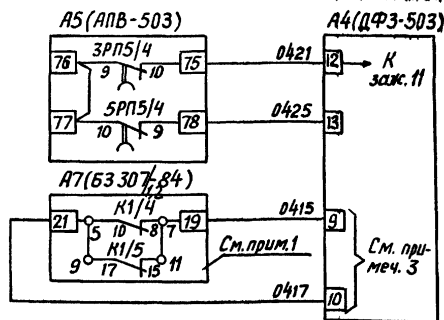 А5(АПВ-503) А4(ДФЗ-503)
3РП5/4 0421
76 9 10 75 12 К
заж. 11
5РП5/4 0425
77 10 9 78 13
А7(БЭ 307 -84)
К1/4 0415
21 5 10 8 7 19 9
К1/5 См. прим. 1 См. при-
9 17 15 11 меч. 3
0417
10